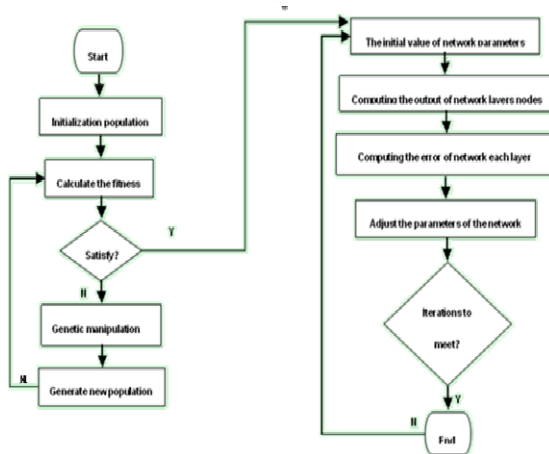 Start
Initialization population
Calculate the fitness
Satisfy?
Y
N
Genetic manipulation
Generate new population
N
The initial value of network parameters
Computing the output of network layers nodes
Computing the error of network each layer
Adjust the parameters of the network
Iterations to
meet?
Y
N
End